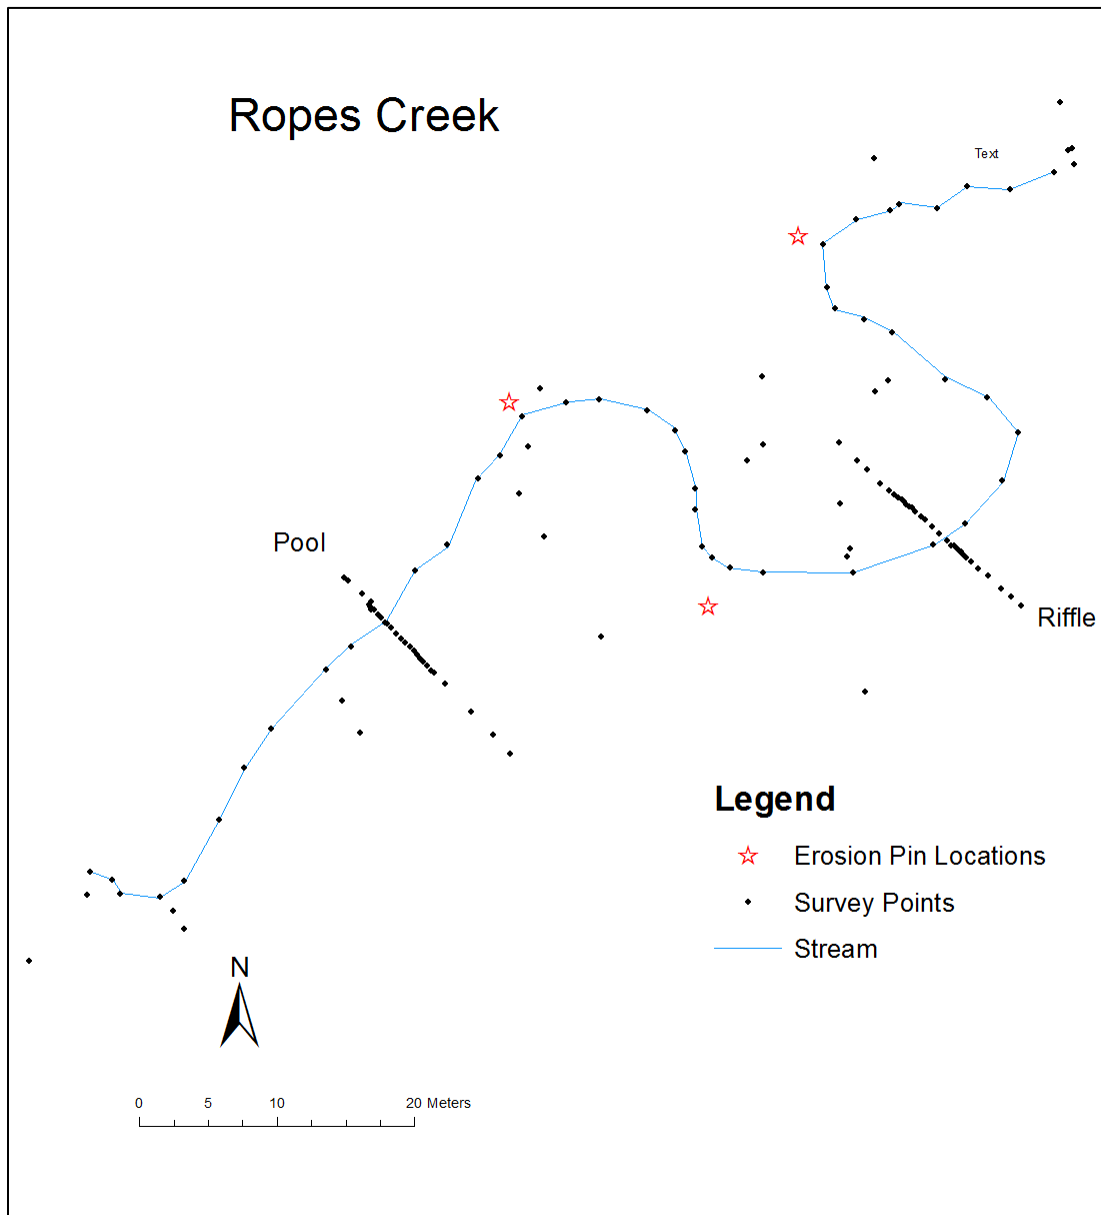 Ropes Creek
Text
Pool
Riffle
Legend
Erosion Pin Locations
Survey Points
Stream
N
0 5 10 20 Meters